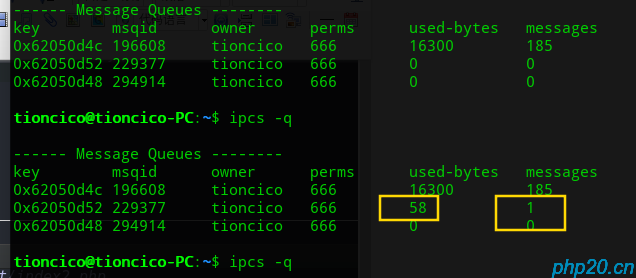 ------ Message Queues --------
key        msqid      owner      perms      used-bytes   messages
0x62050d4c 196608     tioncico   666        16300        185
0x62050d52 229377     tioncico   666        0            0
0x62050d48 294914     tioncico   666        0            0
tioncico@tioncico-PC:~$ ipcs -q
------ Message Queues --------
key        msqid      owner      perms      used-bytes   messages
0x62050d4c 196608     tioncico   666        16300        185
0x62050d52 229377     tioncico   666        58           1
0x62050d48 294914     tioncico   666        0            0
tioncico@tioncico-PC:~$ ipcs -q
php20.cn